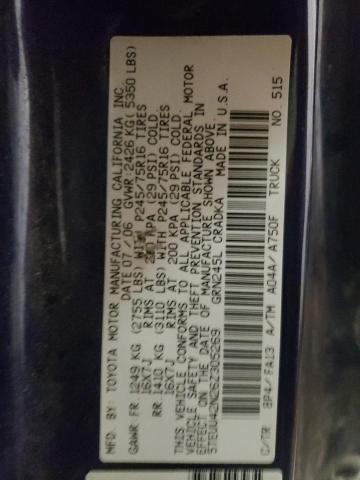 MFD. BY: TOYOTA MOTOR MANUFACTURING CALIFORNIA INC.
DATE: 07 / 06 GVWR: 2426 KG( 5350 LBS)
GAWR FR 1249 KG (2755 LBS) WITH P245/75R16 TIRES
16X7J RIMS AT 200 KPA (29 PSI) COLD.
RR 1410 KG (3110 LBS) WITH P245/75R16 TIRES
16X7J RIMS AT 200 KPA (29 PSI) COLD.
THIS VEHICLE CONFORMS TO ALL APPLICABLE FEDERAL MOTOR
VEHICLE SAFETY AND THEFT PREVENTION STANDARDS IN
EFFECT ON THE DATE OF MANUFACTURE SHOWN ABOVE.
5TEUU42N26Z305269 GRN245L CRADKA MADE IN U.S.A.
C/TR 8P4/ FA13 A/TM A04A/ A750F TRUCK NO. 515